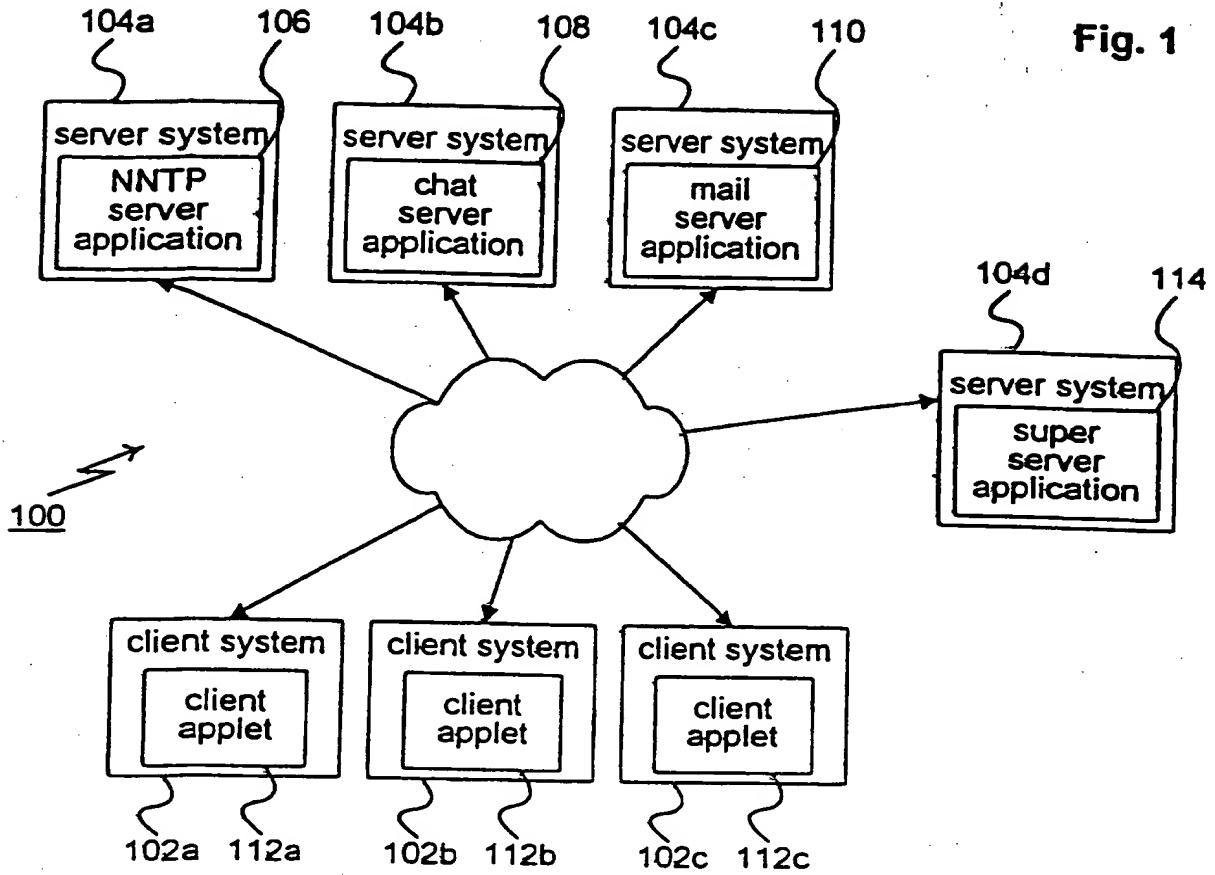 104a
106
104b
108
104c
110
Fig. 1
server system
NNTP
server
application
server system
chat
server
application
server system
mail
server
application
104d
114
server system
super
server
application
100
client system
client
applet
client system
client
applet
client system
client
applet
102a
112a
102b
112b
102c
112c